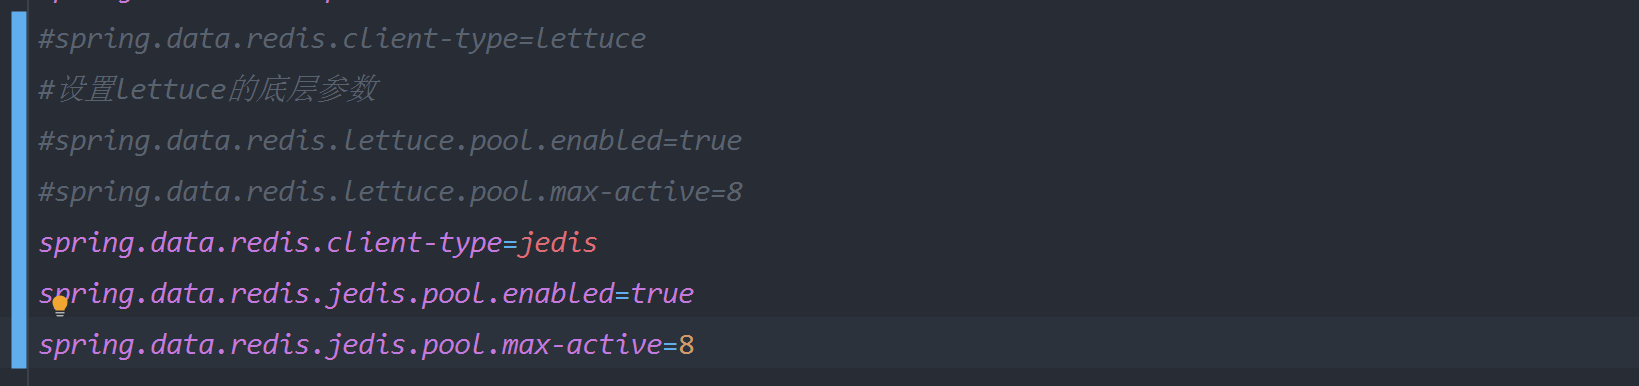 #spring.data.redis.client-type=lettuce
#设置lettuce的底层参数
#spring.data.redis.lettuce.pool.enabled=true
#spring.data.redis.lettuce.pool.max-active=8
spring.data.redis.client-type=jedis
spring.data.redis.jedis.pool.enabled=true
spring.data.redis.jedis.pool.max-active=8